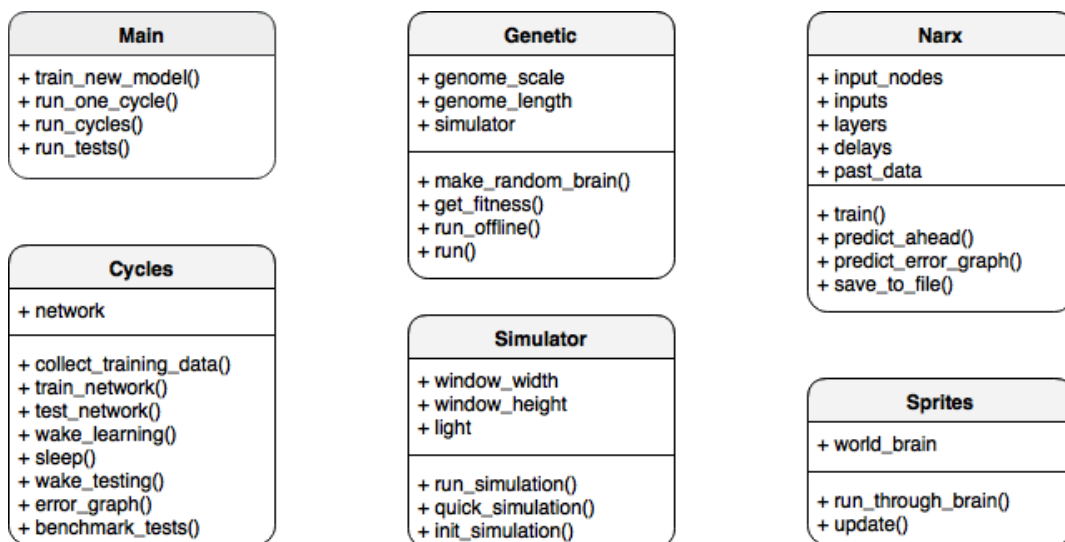 Main
+ train_new_model()
+ run_one_cycle()
+ run_cycles()
+ run_tests()
Cycles
+ network
+ collect_training_data()
+ train_network()
+ test_network()
+ wake_learning()
+ sleep()
+ wake_testing()
+ error_graph()
+ benchmark_tests()
Genetic
+ genome_scale
+ genome_length
+ simulator
+ make_random_brain()
+ get_fitness()
+ run_offline()
+ run()
Simulator
+ window_width
+ window_height
+ light
+ run_simulation()
+ quick_simulation()
+ init_simulation()
Narx
+ input_nodes
+ inputs
+ layers
+ delays
+ past_data
+ train()
+ predict_ahead()
+ predict_error_graph()
+ save_to_file()
Sprites
+ world_brain
+ run_through_brain()
+ update()